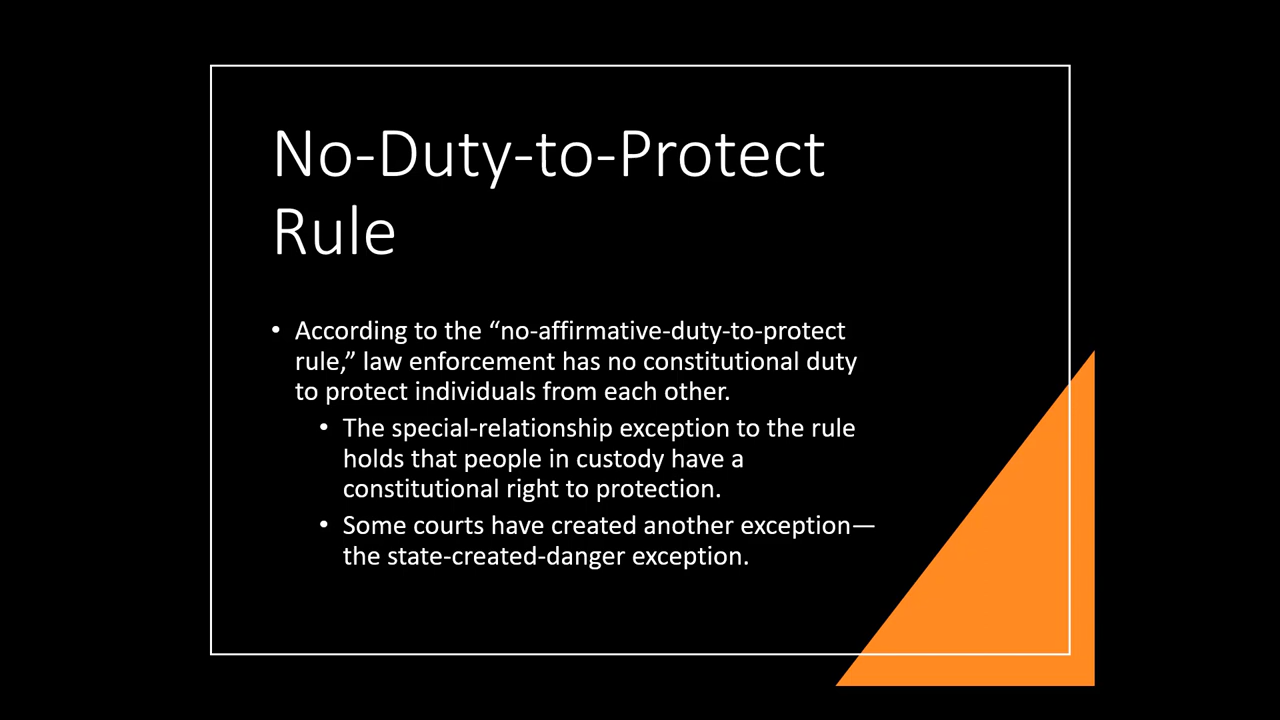 No-Duty-to-Protect
Rule
• According to the “no-affirmative-duty-to-protect
rule,” law enforcement has no constitutional duty
to protect individuals from each other.
• The special-relationship exception to the rule
holds that people in custody have a
constitutional right to protection.
• Some courts have created another exception—
the state-created-danger exception.